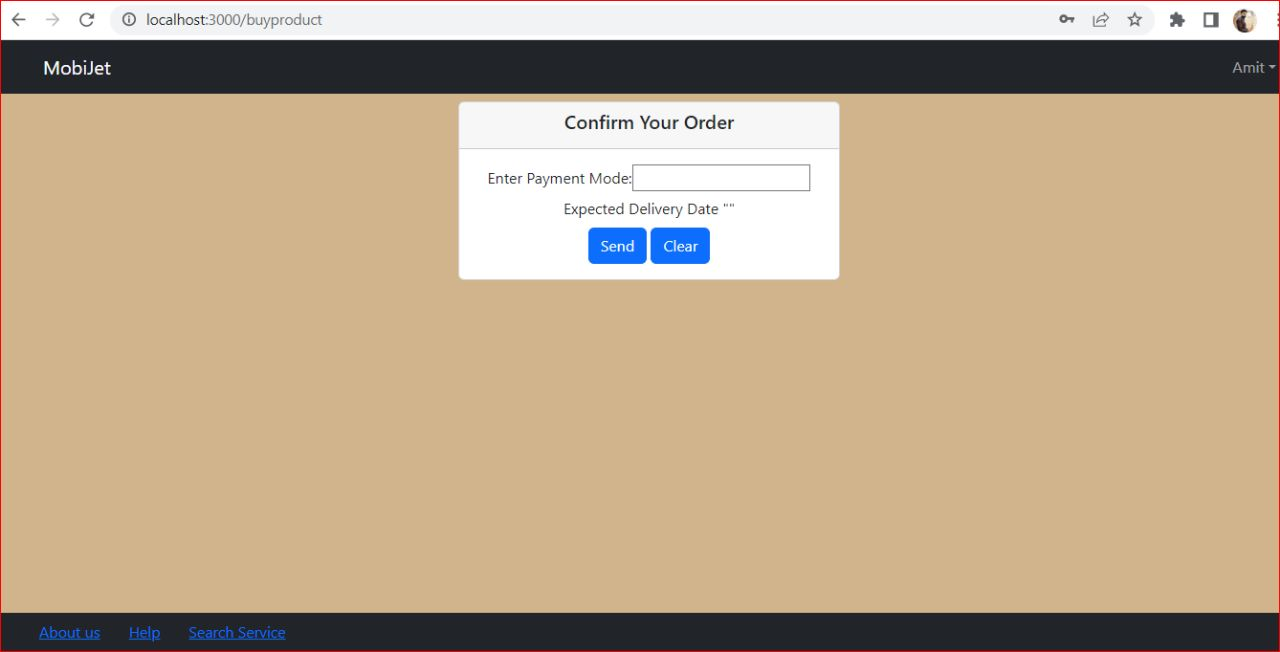 localhost:3000/buyproduct
MobiJet
Amit
Confirm Your Order
Enter Payment Mode:
Expected Delivery Date ""
Send Clear
About us Help Search Service